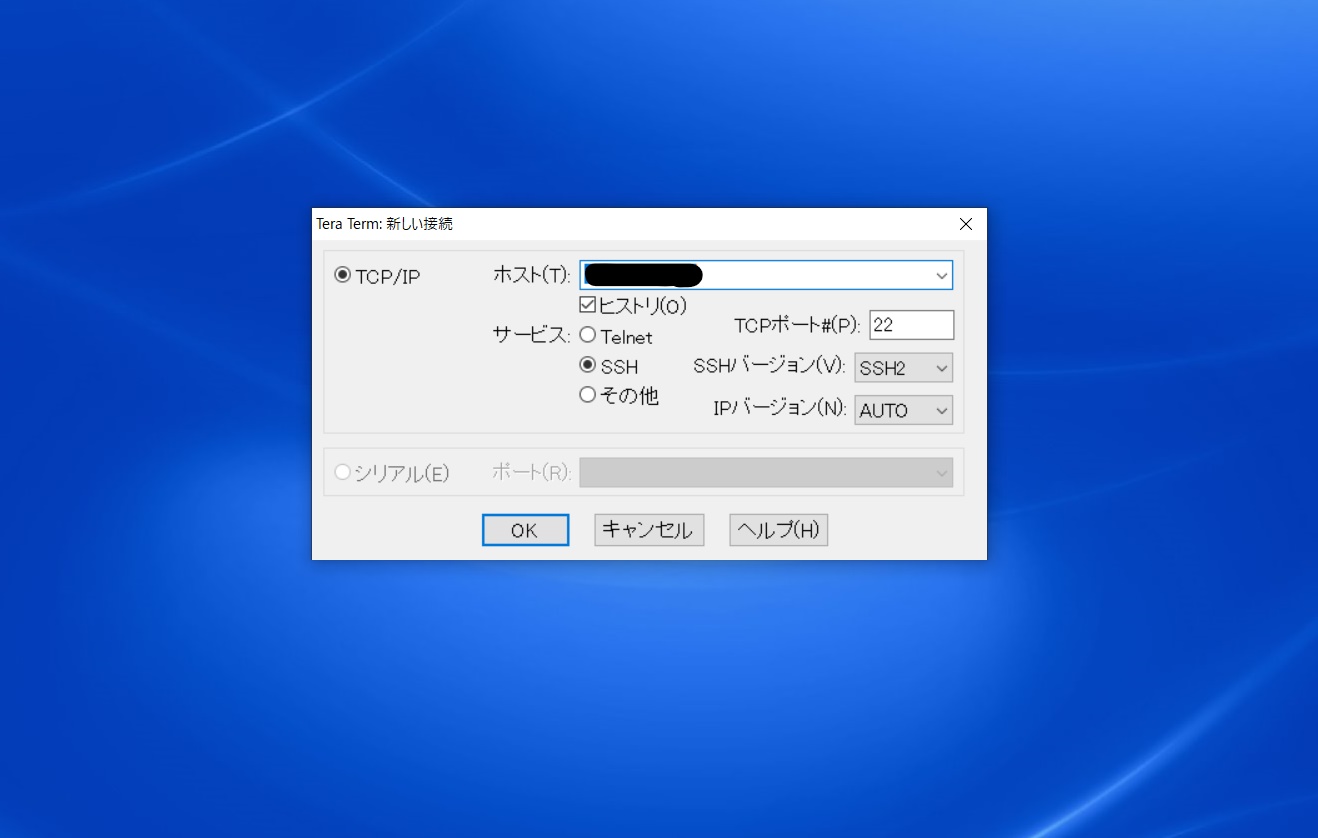 Tera Term: 新しい接続
TCP/IP
ホスト(T):
ヒストリ(O)
サービス:
Telnet
TCPポート#(P):
22
SSH
SSHバージョン(V):
SSH2
その他
IPバージョン(N):
AUTO
シリアル(E)
ポート(R):
OK
キャンセル
ヘルプ(H)